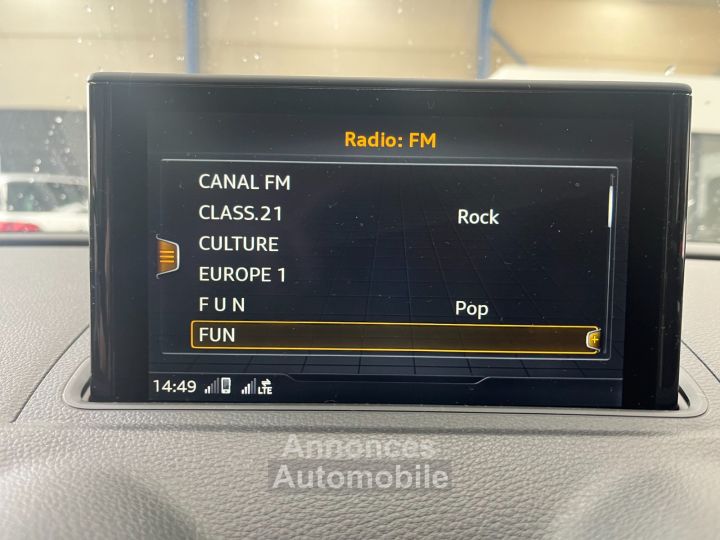 Radio: FM
CANAL FM
CLASS.21 Rock
CULTURE
EUROPE 1
F U N Pop
FUN
14:49 LTE
Annonces
Automobile